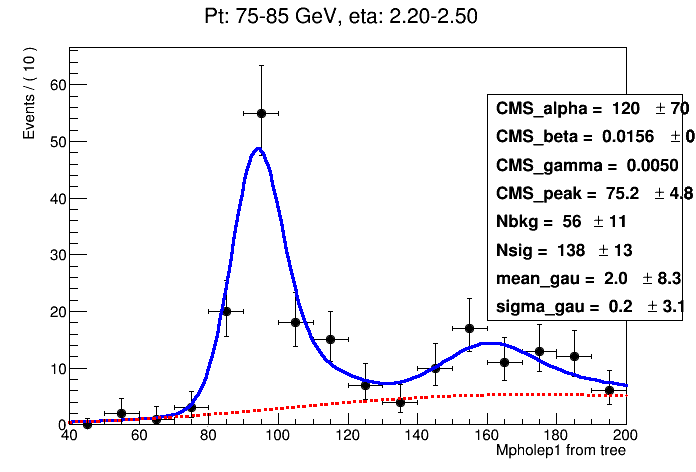 Pt: 75-85 GeV, eta: 2.20-2.50
Events / ( 10 )
60
50
40
30
20
10
0
CMS_alpha = 120 ± 70
CMS_beta = 0.0156 ± 0
CMS_gamma = 0.0050
CMS_peak = 75.2 ± 4.8
Nbkg = 56 ± 11
Nsig = 138 ± 13
mean_gau = 2.0 ± 8.3
sigma_gau = 0.2 ± 3.1
40 60 80 100 120 140 160 180 200
Mpholep1 from tree